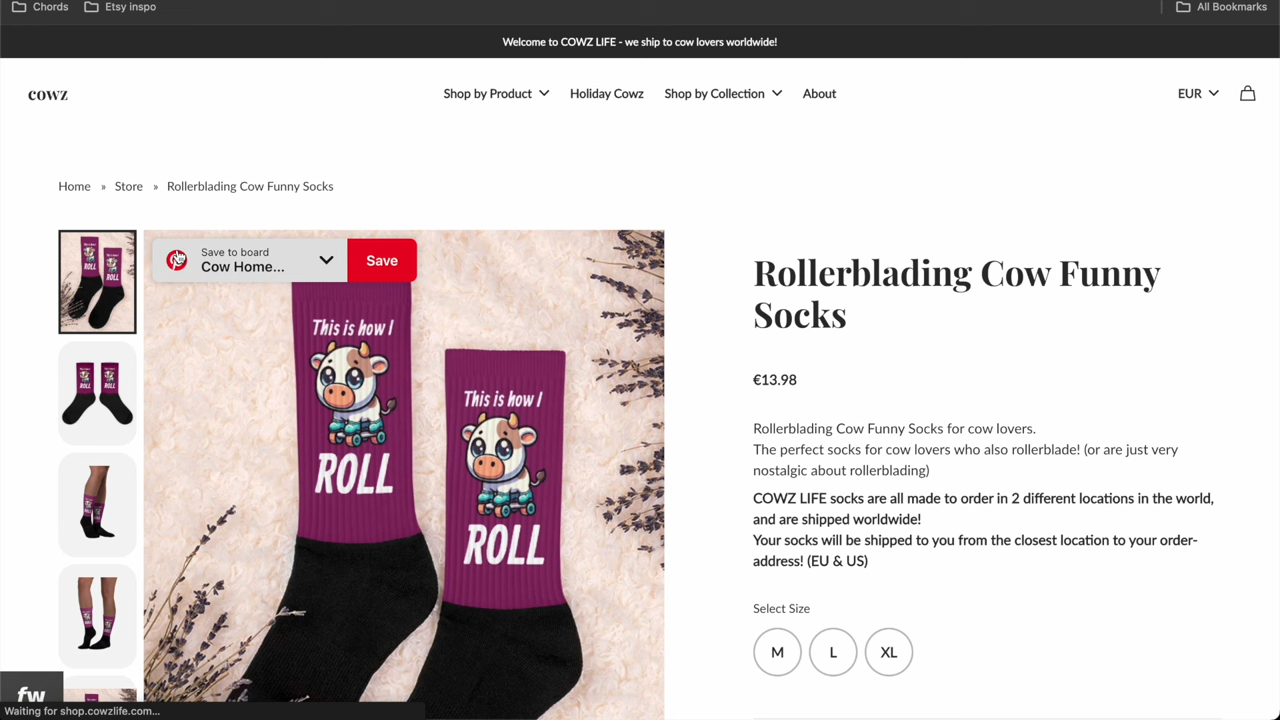 Chords
Etsy inspo
All Bookmarks
Welcome to COWZ LIFE - we ship to cow lovers worldwide!
COWZ
Shop by Product
Holiday Cowz
Shop by Collection
About
EUR
Home » Store » Rollerblading Cow Funny Socks
Save to board
Cow Home...
Save
This is how I
ROLL
This is how I
ROLL
Rollerblading Cow Funny
Socks
€13.98
Rollerblading Cow Funny Socks for cow lovers.
The perfect socks for cow lovers who also rollerblade! (or are just very
nostalgic about rollerblading)
COWZ LIFE socks are all made to order in 2 different locations in the world,
and are shipped worldwide!
Your socks will be shipped to you from the closest location to your order-
address! (EU & US)
Select Size
M
L
XL
fw
Waiting for shop.cowzlife.com...